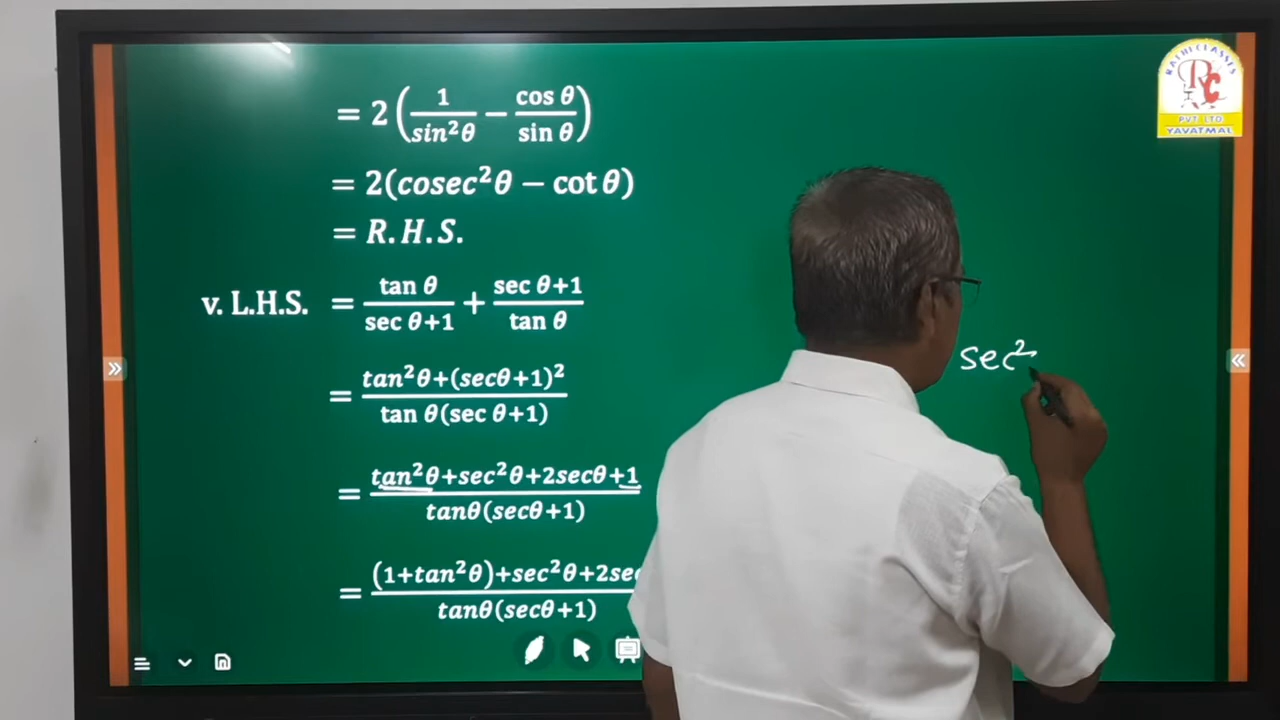 = 2 (1/sin²θ − cos θ/sin θ)
= 2(cosec²θ − cot θ)
= R.H.S.
v. L.H.S. = tan θ/sec θ+1 + sec θ+1/tan θ
= tan²θ+(secθ+1)²/tan θ(sec θ+1)
= tan²θ+sec²θ+2secθ+1/tanθ(secθ+1)
= (1+tan²θ)+sec²θ+2sec/tanθ(secθ+1)
sec²
RASHI CLASSES
RC
PVT. LTD.
YAVATMAL